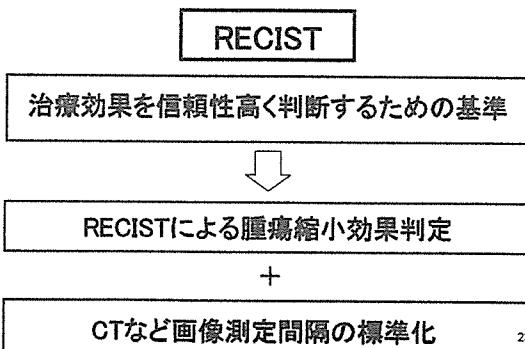 RECIST
治療効果を信頼性高く判断するための基準
RECISTによる腫瘍縮小効果判定
+
CTなど画像測定間隔の標準化